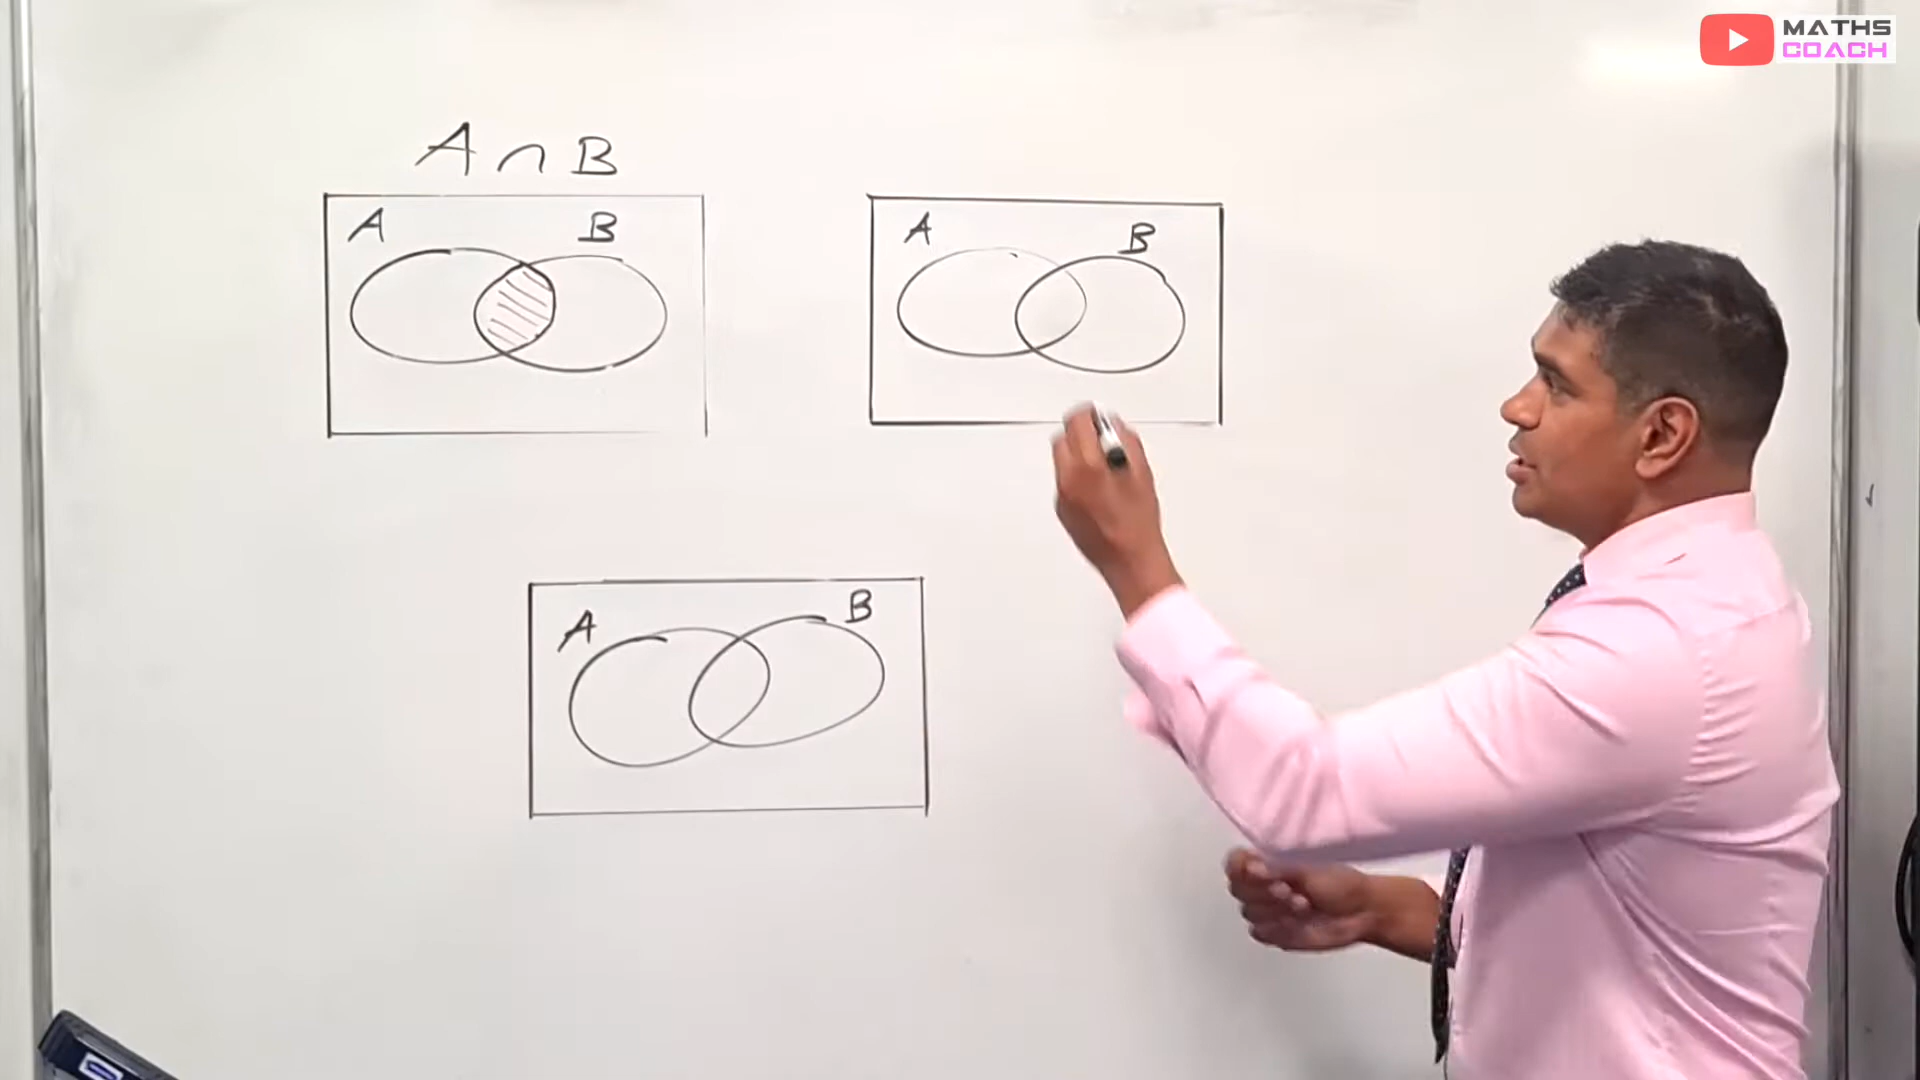 MATHS
COACH
A ∩ B
A B
A B
A B